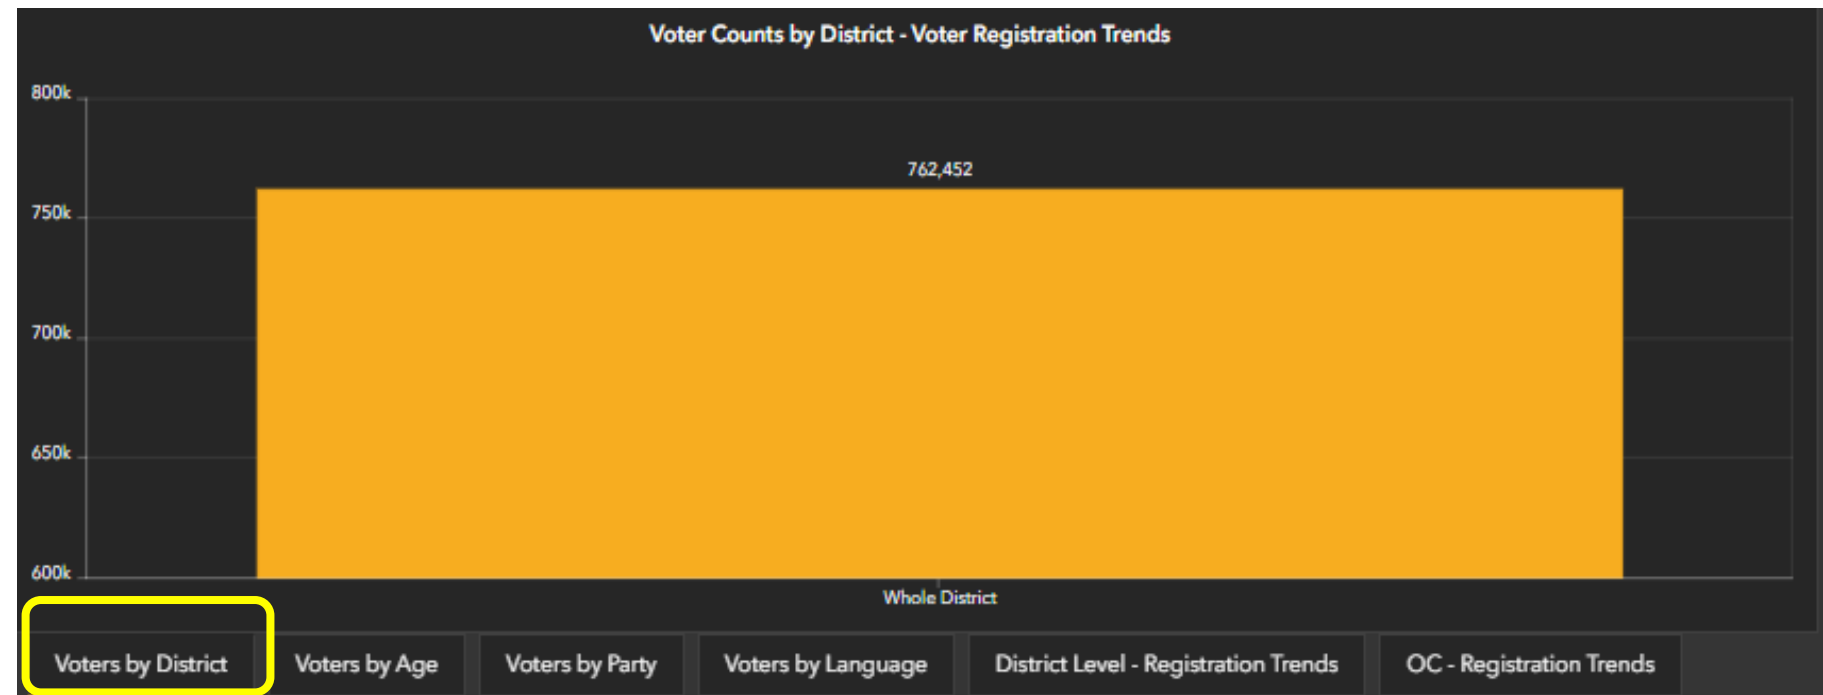 Voter Counts by District - Voter Registration Trends
800k
762,452
750k
700k
650k
600k
Whole District
Voters by District Voters by Age Voters by Party Voters by Language District Level - Registration Trends OC - Registration Trends